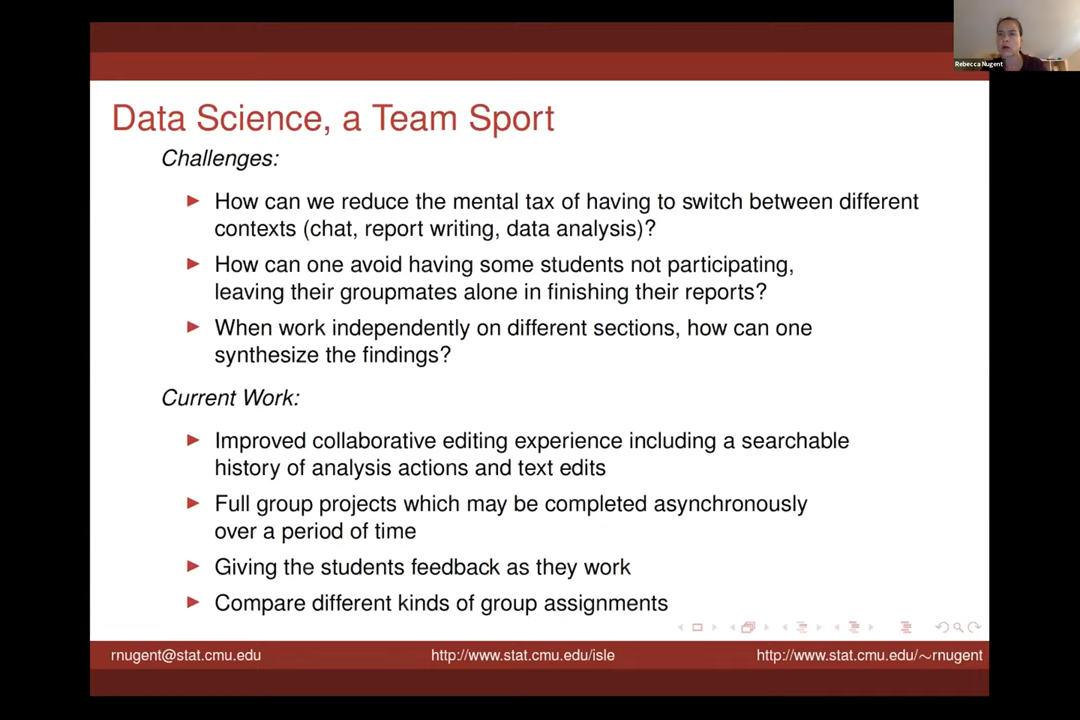 Rebecca Nugent
Data Science, a Team Sport
Challenges:
How can we reduce the mental tax of having to switch between different
contexts (chat, report writing, data analysis)?
How can one avoid having some students not participating,
leaving their groupmates alone in finishing their reports?
When work independently on different sections, how can one
synthesize the findings?
Current Work:
Improved collaborative editing experience including a searchable
history of analysis actions and text edits
Full group projects which may be completed asynchronously
over a period of time
Giving the students feedback as they work
Compare different kinds of group assignments
rnugent@stat.cmu.edu http://www.stat.cmu.edu/isle http://www.stat.cmu.edu/~rnugent